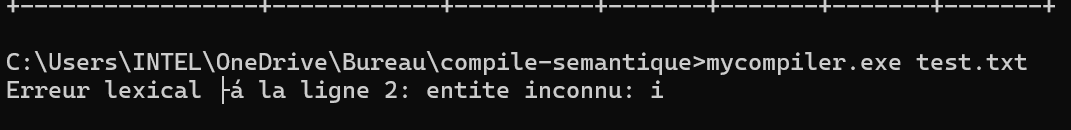 +-----------------+------------+----------+-------+-------+-------+-------+
C:\Users\INTEL\OneDrive\Bureau\compile-semantique>mycompiler.exe test.txt
Erreur lexical ├á la ligne 2: entite inconnu: i